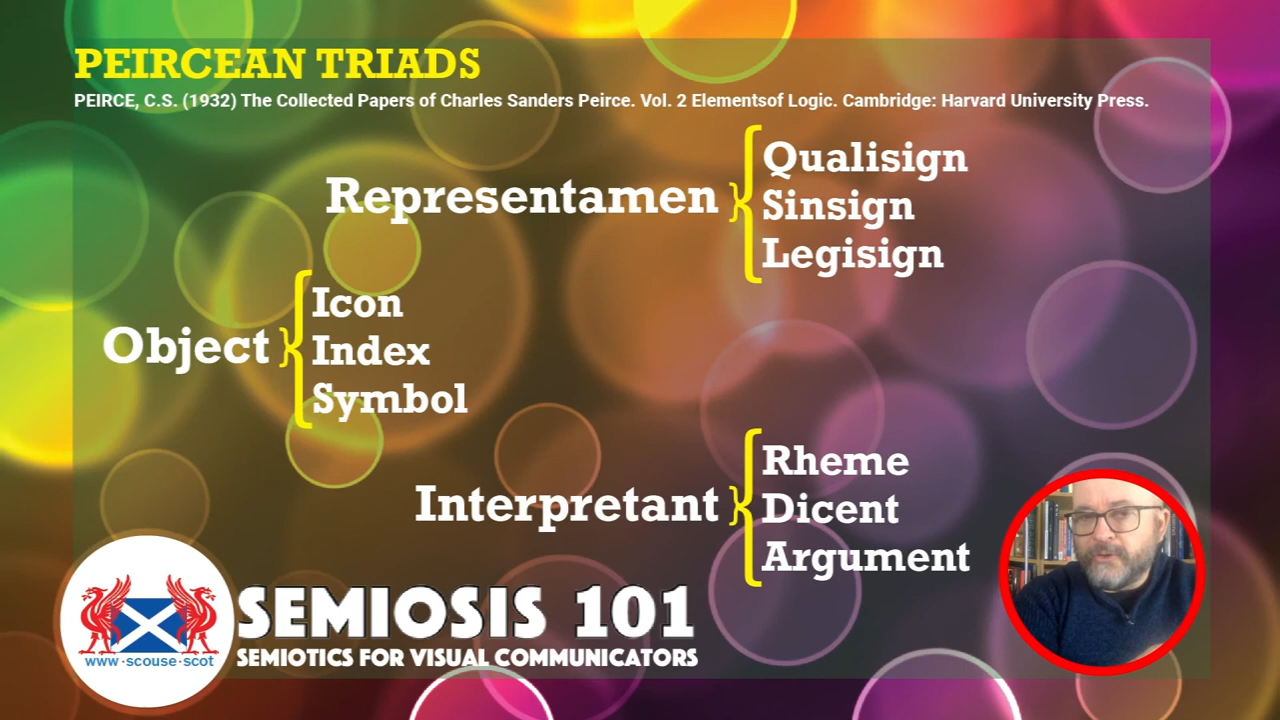 PEIRCEAN TRIADS
PEIRCE, C.S. (1932) The Collected Papers of Charles Sanders Peirce. Vol. 2 Elementsof Logic. Cambridge: Harvard University Press.
Representamen
Qualisign
Sinsign
Legisign
Object
Icon
Index
Symbol
Interpretant
Rheme
Dicent
Argument
www·scouse·scot
SEMIOSIS 101
SEMIOTICS FOR VISUAL COMMUNICATORS